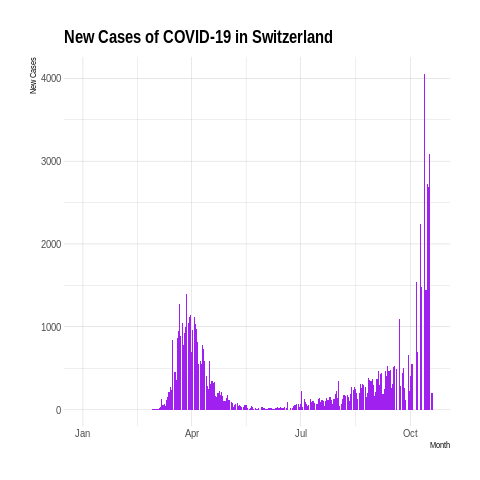 New Cases of COVID-19 in Switzerland
New Cases
4000
3000
2000
1000
0
Jan Apr Jul Oct
Month